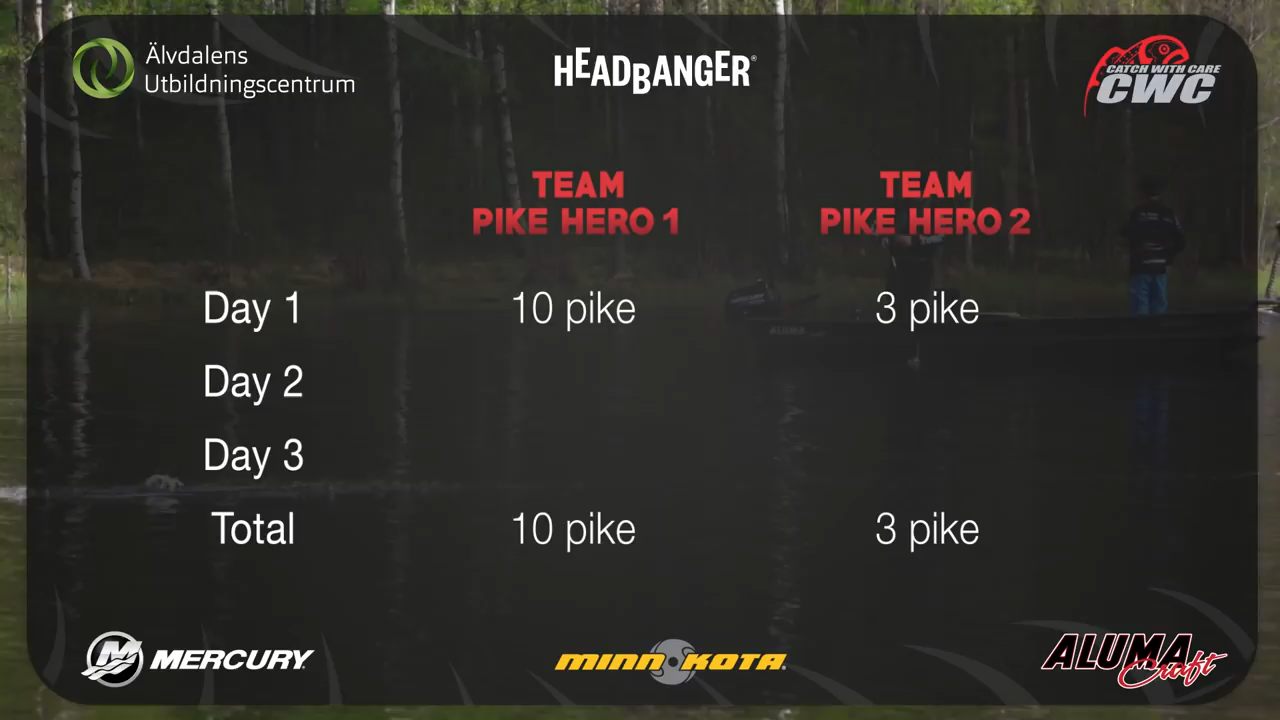 Älvdalens
Utbildningscentrum
HEADBANGER®
CATCH WITH CARE
CWC
TEAM
PIKE HERO 1
TEAM
PIKE HERO 2
Day 1 10 pike 3 pike
Day 2
Day 3
Total 10 pike 3 pike
MERCURY
MINN KOTA
ALUMA
Craft